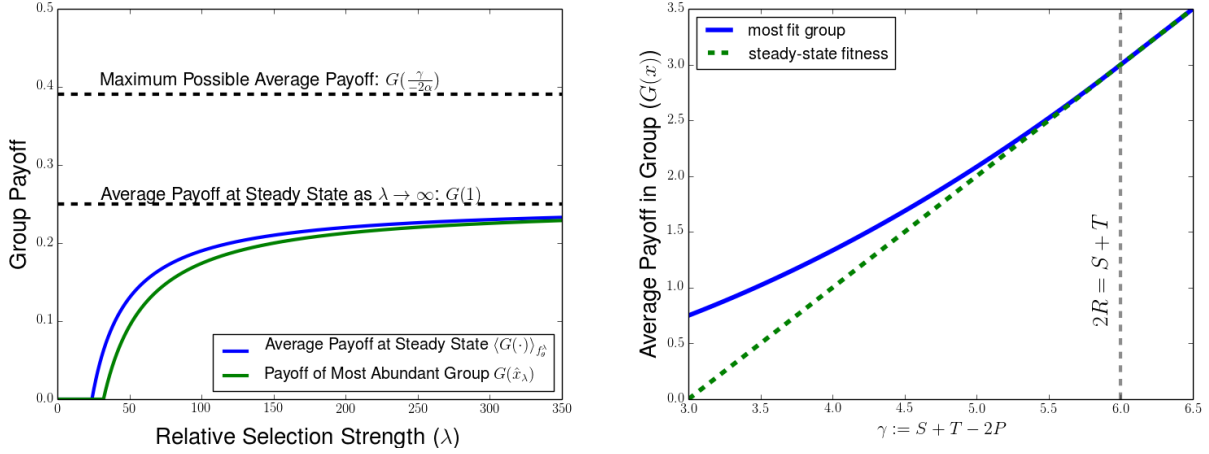 0.5
0.4
0.3
0.2
0.1
0.0
Group Payoff
Maximum Possible Average Payoff: G(γ/−2α)
Average Payoff at Steady State as λ → ∞: G(1)
Average Payoff at Steady State ⟨G(·)⟩_{f_θ^λ}
Payoff of Most Abundant Group G(x̂_λ)
0 50 100 150 200 250 300 350
Relative Selection Strength (λ)
3.5
3.0
2.5
2.0
1.5
1.0
0.5
0.0
Average Payoff in Group (G(x))
most fit group
steady-state fitness
2R = S + T
3.0 3.5 4.0 4.5 5.0 5.5 6.0 6.5
γ := S + T − 2P